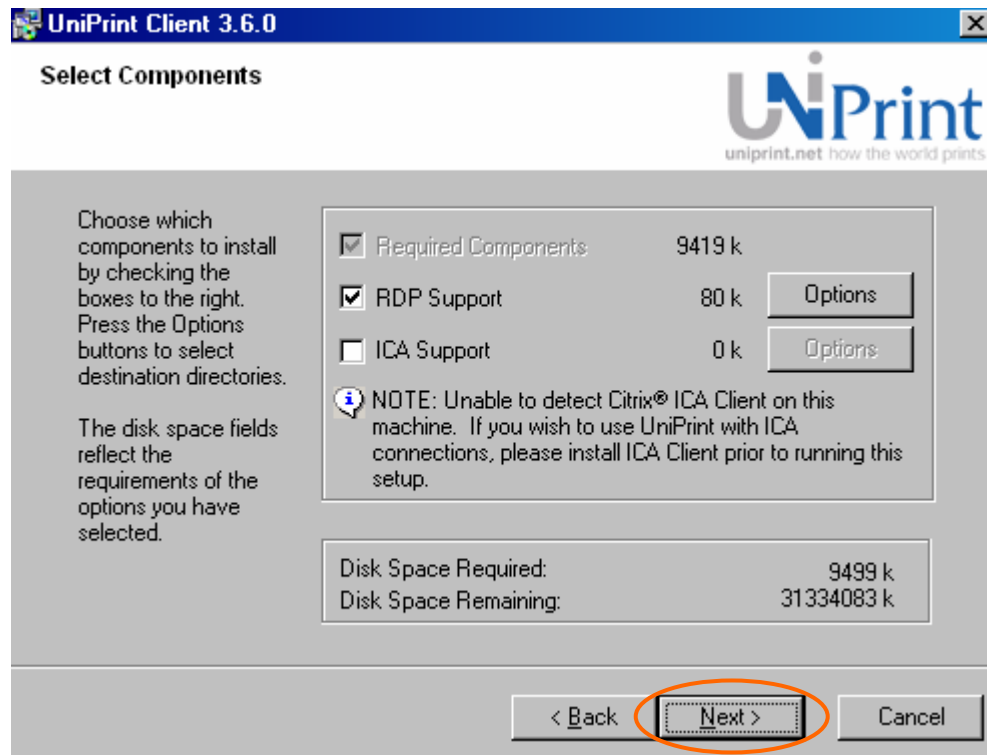 UniPrint Client 3.6.0
Select Components
UNiPrint
uniprint.net how the world prints
Choose which
components to install
by checking the
boxes to the right.
Press the Options
buttons to select
destination directories.
The disk space fields
reflect the
requirements of the
options you have
selected.
Required Components 9419 k
RDP Support 80 k Options
ICA Support 0 k Options
NOTE: Unable to detect Citrix® ICA Client on this
machine. If you wish to use UniPrint with ICA
connections, please install ICA Client prior to running this
setup.
Disk Space Required: 9499 k
Disk Space Remaining: 31334083 k
< Back Next > Cancel